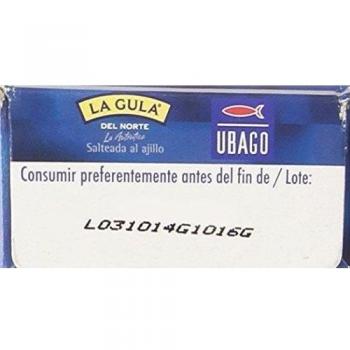 LA GULA
DEL NORTE
La Auténtica
Salteada al ajillo
UBAGO
Consumir preferentemente antes del fin de / Lote:
L031014G1016G